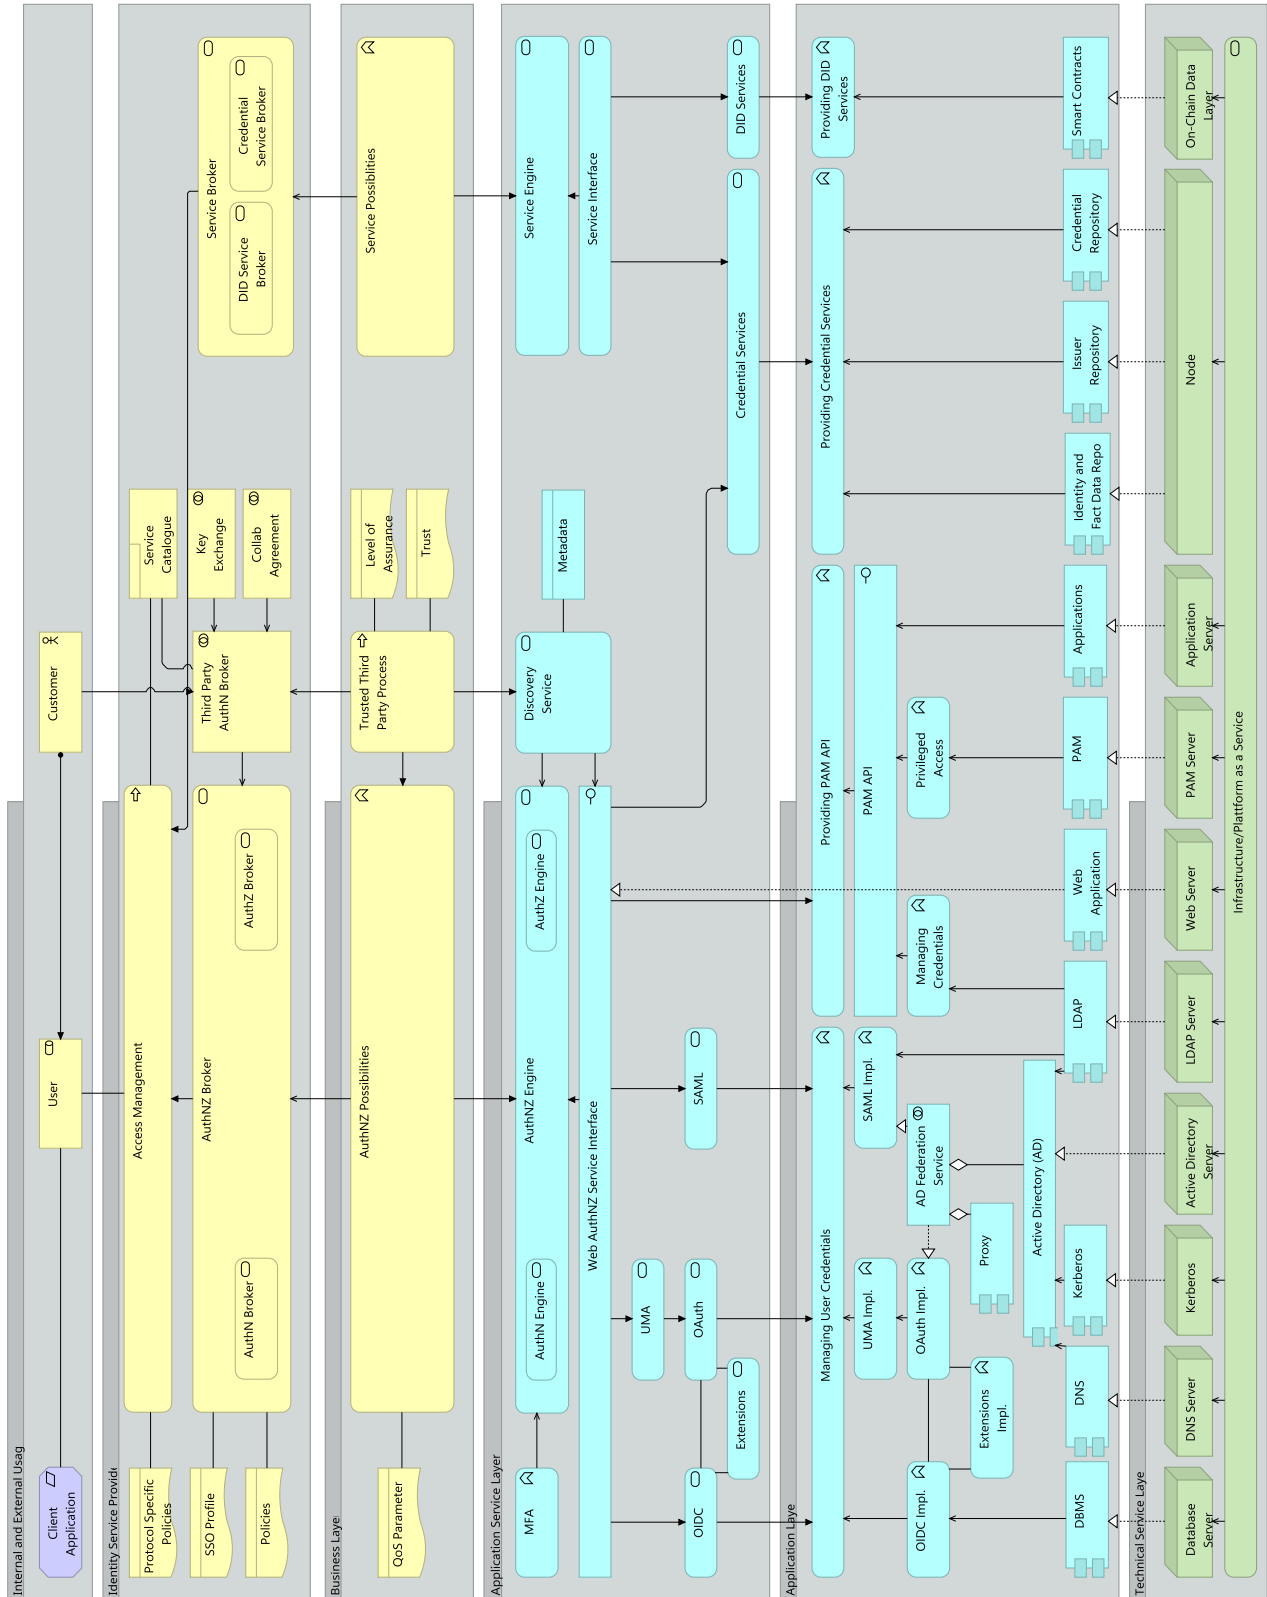 Internal and External Usag
Client
Application
User
Customer
Identity Service Provide
Protocol Specific
Policies
SSO Profile
Policies
Access Management
AuthNZ Broker
AuthN Broker
AuthZ Broker
Third Party
AuthN Broker
Service
Catalogue
Key
Exchange
Collab
Agreement
Service Broker
DID Service
Broker
Credential
Service Broker
Business Laye
QoS Parameter
AuthNZ Possibilities
Trusted Third
Party Process
Level of
Assurance
Trust
Service Possiblities
Application Service Layer
MFA
AuthNZ Engine
AuthN Engine
AuthZ Engine
Discovery
Service
Metadata
Service Engine
Web AuthNZ Service Interface
Service Interface
UMA
OIDC
OAuth
SAML
Extensions
Credential Services
DID Services
Application Laye
Managing User Credentials
Providing PAM API
Providing Credential Services
Providing DID
Services
UMA Impl.
SAML Impl.
PAM API
OIDC Impl.
OAuth Impl.
AD Federation
Service
Managing
Credentials
Privileged
Access
Extensions
Impl.
Proxy
Active Directory (AD)
DBMS
DNS
Kerberos
LDAP
Web
Application
PAM
Applications
Identity and
Fact Data Repo
Issuer
Repository
Credential
Repository
Smart Contracts
Technical Service Laye
Database
Server
DNS Server
Kerberos
Active Directory
Server
LDAP Server
Web Server
PAM Server
Application
Server
Node
On-Chain Data
Layer
Infrastructure/Plattform as a Service